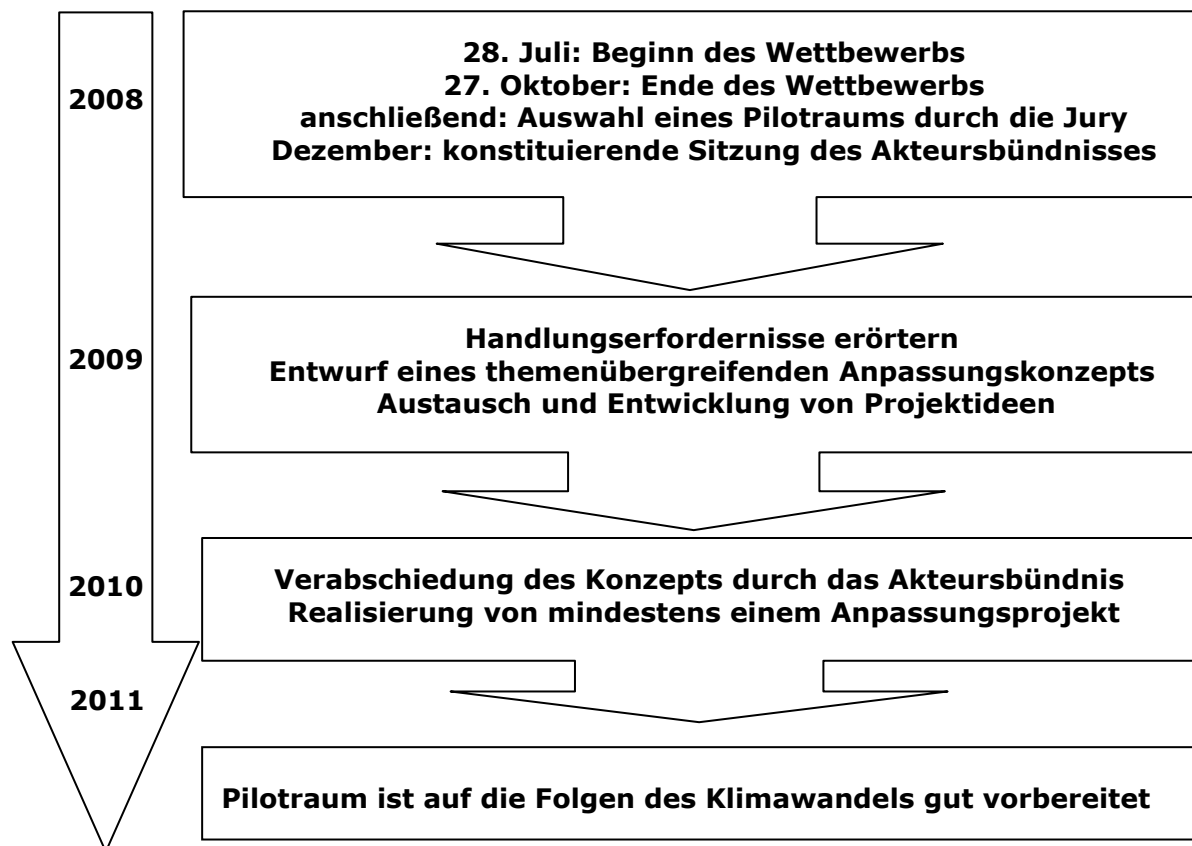 2008
28. Juli: Beginn des Wettbewerbs
27. Oktober: Ende des Wettbewerbs
anschließend: Auswahl eines Pilotraums durch die Jury
Dezember: konstituierende Sitzung des Akteursbündnisses
2009
Handlungserfordernisse erörtern
Entwurf eines themenübergreifenden Anpassungskonzepts
Austausch und Entwicklung von Projektideen
2010
Verabschiedung des Konzepts durch das Akteursbündnis
Realisierung von mindestens einem Anpassungsprojekt
2011
Pilotraum ist auf die Folgen des Klimawandels gut vorbereitet